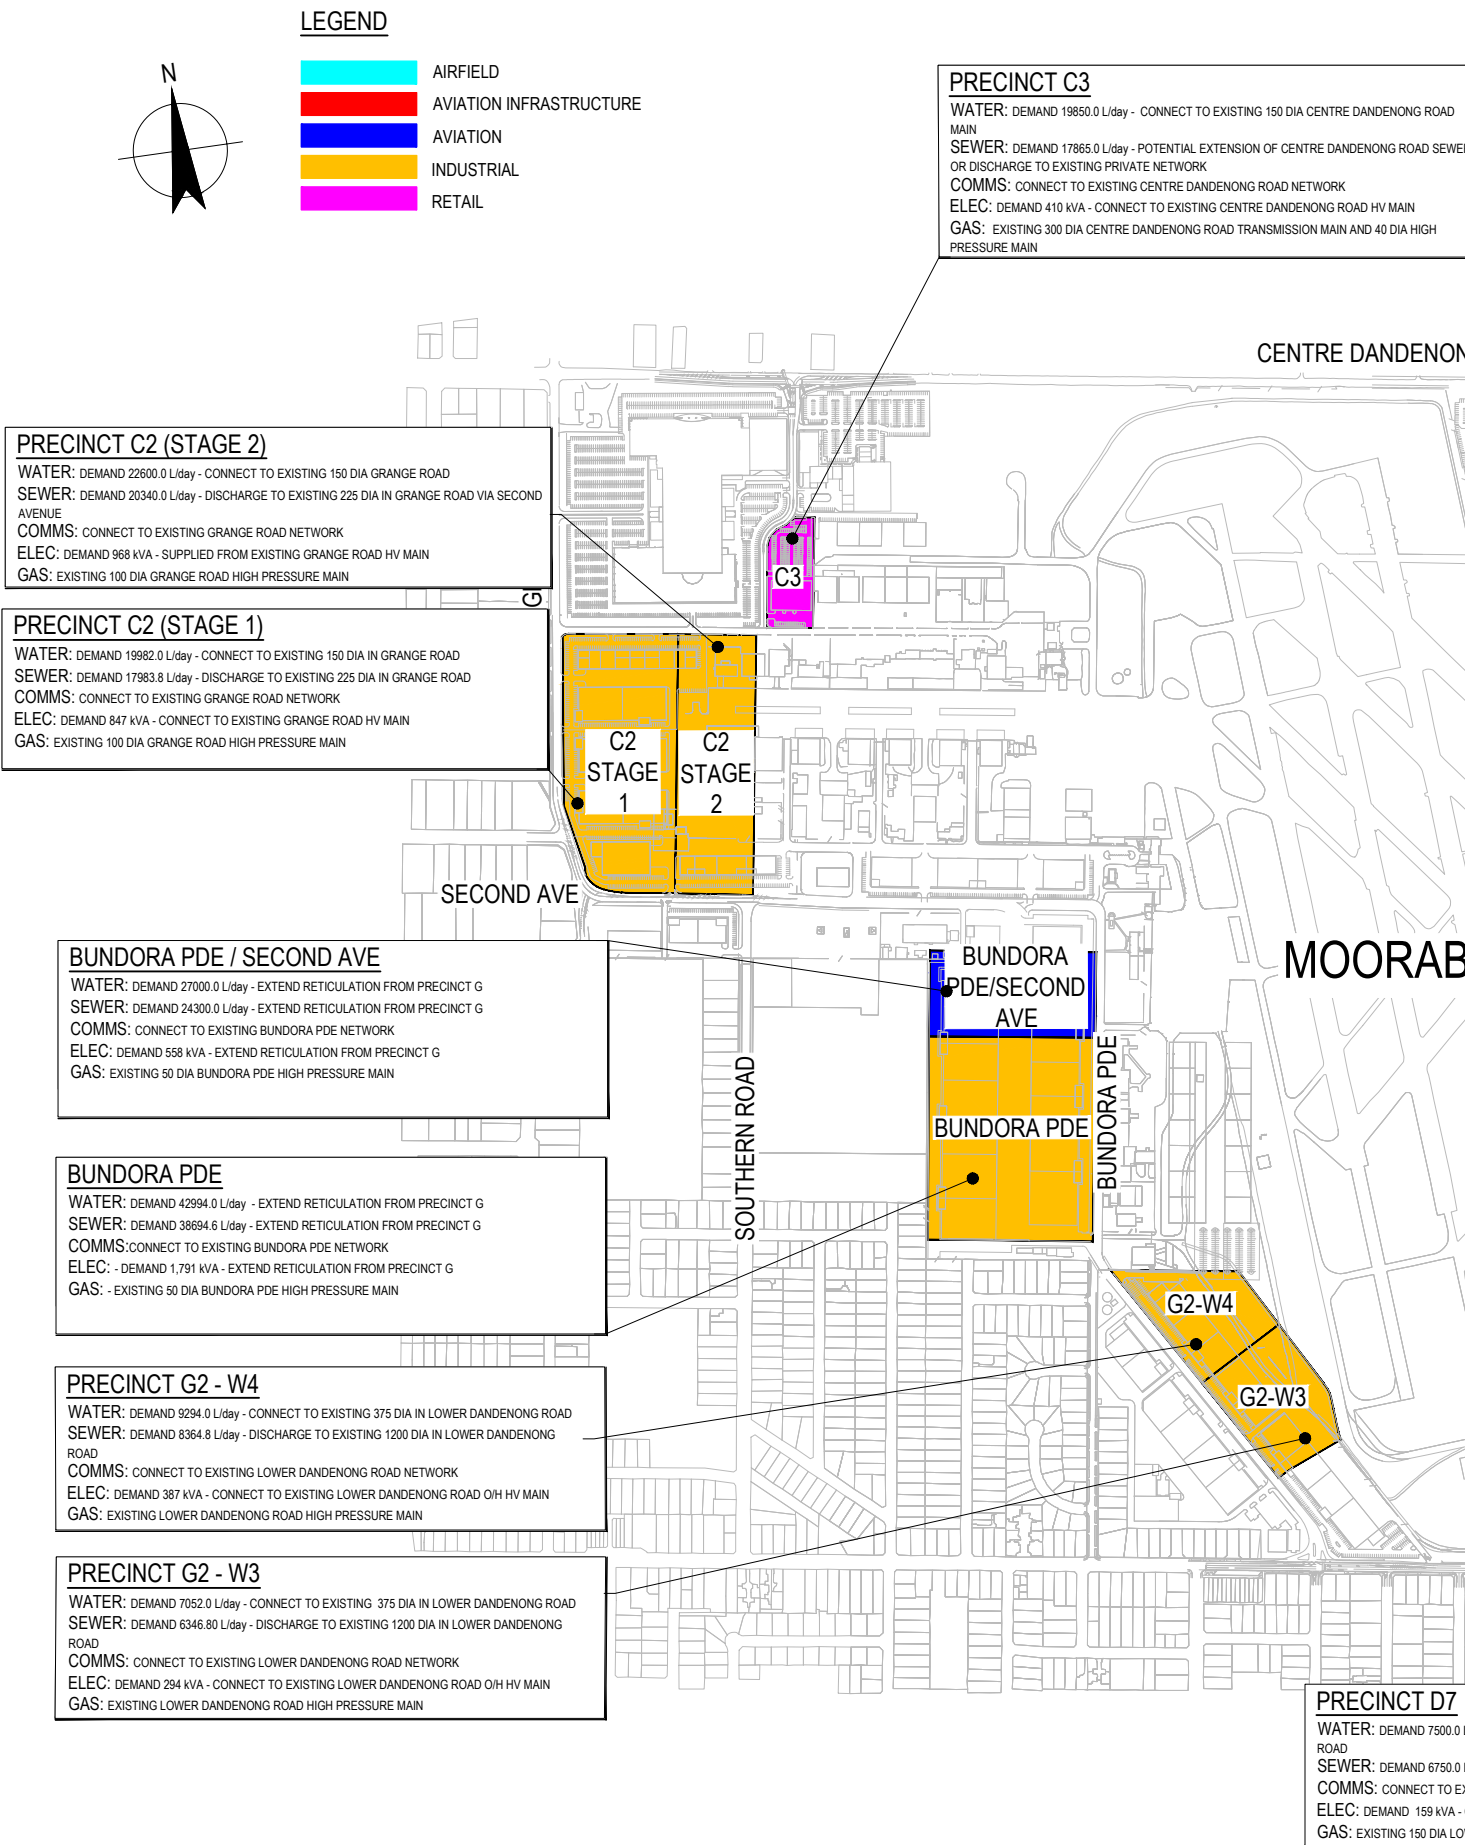 LEGEND
N
AIRFIELD
AVIATION INFRASTRUCTURE
AVIATION
INDUSTRIAL
RETAIL
PRECINCT C3
WATER: DEMAND 19850.0 L/day - CONNECT TO EXISTING 150 DIA CENTRE DANDENONG ROAD
MAIN
SEWER: DEMAND 17865.0 L/day - POTENTIAL EXTENSION OF CENTRE DANDENONG ROAD SEWE
OR DISCHARGE TO EXISTING PRIVATE NETWORK
COMMS: CONNECT TO EXISTING CENTRE DANDENONG ROAD NETWORK
ELEC: DEMAND 410 kVA - CONNECT TO EXISTING CENTRE DANDENONG ROAD HV MAIN
GAS: EXISTING 300 DIA CENTRE DANDENONG ROAD TRANSMISSION MAIN AND 40 DIA HIGH
PRESSURE MAIN
CENTRE DANDENON
PRECINCT C2 (STAGE 2)
WATER: DEMAND 22600.0 L/day - CONNECT TO EXISTING 150 DIA GRANGE ROAD
SEWER: DEMAND 20340.0 L/day - DISCHARGE TO EXISTING 225 DIA IN GRANGE ROAD VIA SECOND
AVENUE
COMMS: CONNECT TO EXISTING GRANGE ROAD NETWORK
ELEC: DEMAND 968 kVA - SUPPLIED FROM EXISTING GRANGE ROAD HV MAIN
GAS: EXISTING 100 DIA GRANGE ROAD HIGH PRESSURE MAIN
C3
G
PRECINCT C2 (STAGE 1)
WATER: DEMAND 19982.0 L/day - CONNECT TO EXISTING 150 DIA IN GRANGE ROAD
SEWER: DEMAND 17983.8 L/day - DISCHARGE TO EXISTING 225 DIA IN GRANGE ROAD
COMMS: CONNECT TO EXISTING GRANGE ROAD NETWORK
ELEC: DEMAND 847 kVA - CONNECT TO EXISTING GRANGE ROAD HV MAIN
GAS: EXISTING 100 DIA GRANGE ROAD HIGH PRESSURE MAIN
C2
STAGE
1
C2
STAGE
2
SECOND AVE
BUNDORA PDE / SECOND AVE
WATER: DEMAND 27000.0 L/day - EXTEND RETICULATION FROM PRECINCT G
SEWER: DEMAND 24300.0 L/day - EXTEND RETICULATION FROM PRECINCT G
COMMS: CONNECT TO EXISTING BUNDORA PDE NETWORK
ELEC: DEMAND 558 kVA - EXTEND RETICULATION FROM PRECINCT G
GAS: EXISTING 50 DIA BUNDORA PDE HIGH PRESSURE MAIN
BUNDORA
PDE/SECOND
AVE
MOORAB
SOUTHERN ROAD
BUNDORA PDE
BUNDORA PDE
BUNDORA PDE
WATER: DEMAND 42994.0 L/day - EXTEND RETICULATION FROM PRECINCT G
SEWER: DEMAND 38694.6 L/day - EXTEND RETICULATION FROM PRECINCT G
COMMS:CONNECT TO EXISTING BUNDORA PDE NETWORK
ELEC: - DEMAND 1,791 kVA - EXTEND RETICULATION FROM PRECINCT G
GAS: - EXISTING 50 DIA BUNDORA PDE HIGH PRESSURE MAIN
G2-W4
G2-W3
PRECINCT G2 - W4
WATER: DEMAND 9294.0 L/day - CONNECT TO EXISTING 375 DIA IN LOWER DANDENONG ROAD
SEWER: DEMAND 8364.8 L/day - DISCHARGE TO EXISTING 1200 DIA IN LOWER DANDENONG
ROAD
COMMS: CONNECT TO EXISTING LOWER DANDENONG ROAD NETWORK
ELEC: DEMAND 387 kVA - CONNECT TO EXISTING LOWER DANDENONG ROAD O/H HV MAIN
GAS: EXISTING LOWER DANDENONG ROAD HIGH PRESSURE MAIN
PRECINCT G2 - W3
WATER: DEMAND 7052.0 L/day - CONNECT TO EXISTING 375 DIA IN LOWER DANDENONG ROAD
SEWER: DEMAND 6346.80 L/day - DISCHARGE TO EXISTING 1200 DIA IN LOWER DANDENONG
ROAD
COMMS: CONNECT TO EXISTING LOWER DANDENONG ROAD NETWORK
ELEC: DEMAND 294 kVA - CONNECT TO EXISTING LOWER DANDENONG ROAD O/H HV MAIN
GAS: EXISTING LOWER DANDENONG ROAD HIGH PRESSURE MAIN
PRECINCT D7
WATER: DEMAND 7500.0
ROAD
SEWER: DEMAND 6750.0
COMMS: CONNECT TO EX
ELEC: DEMAND 159 kVA -
GAS: EXISTING 150 DIA LO